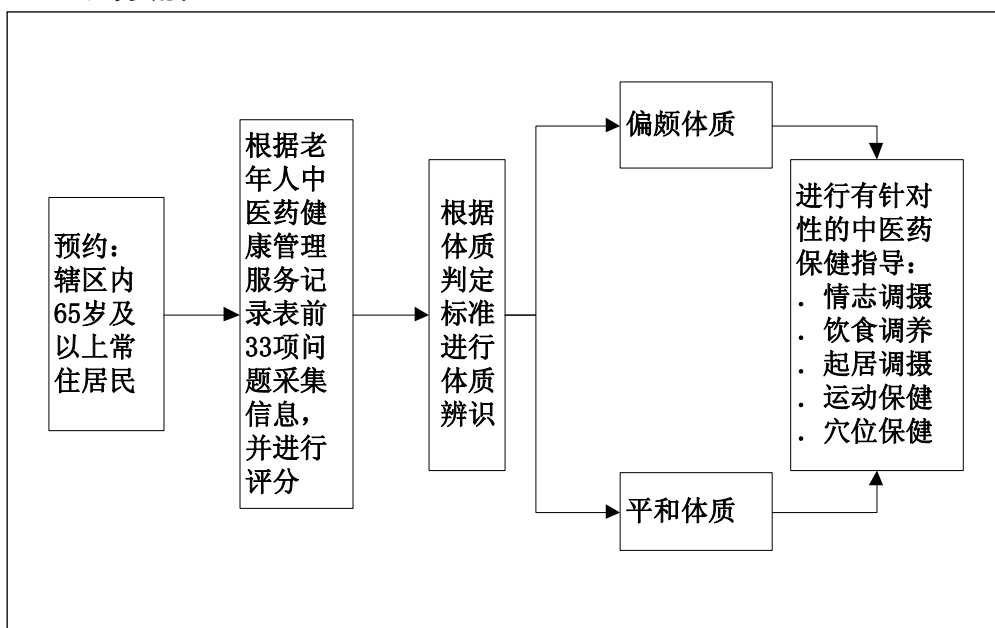 预约：
辖区内
65岁及
以上常
住居民
根据老
年人中
医药健
康管理
服务记
录表前
33项问
题采集
信息，
并进行
评分
根据
体质
判定
标准
进行
体质
辨识
偏颇体质
平和体质
进行有针对
性的中医药
保健指导：
. 情志调摄
. 饮食调养
. 起居调摄
. 运动保健
. 穴位保健